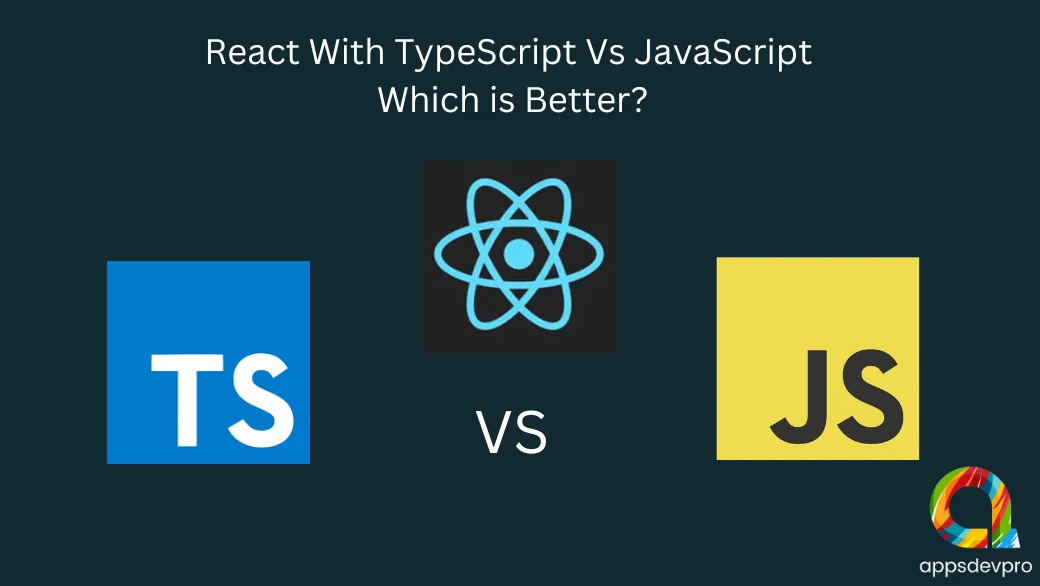 React With TypeScript Vs JavaScript
Which is Better?
TS
VS
JS
appsdevpro